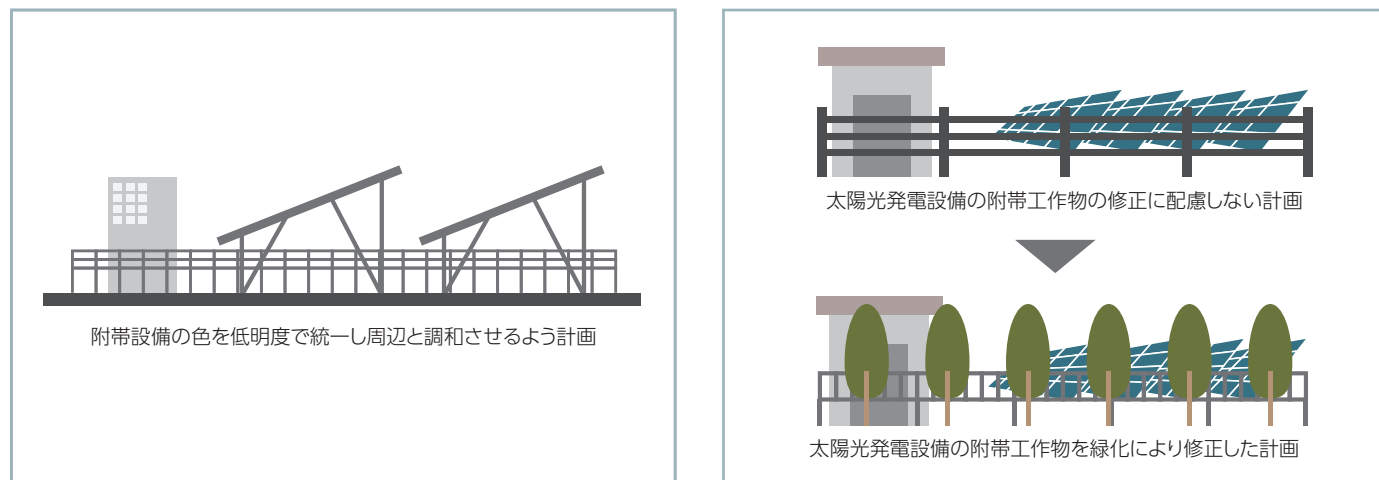 附帯設備の色を低明度で統一し周辺と調和させるよう計画
太陽光発電設備の附帯工作物の修正に配慮しない計画
太陽光発電設備の附帯工作物を緑化により修正した計画